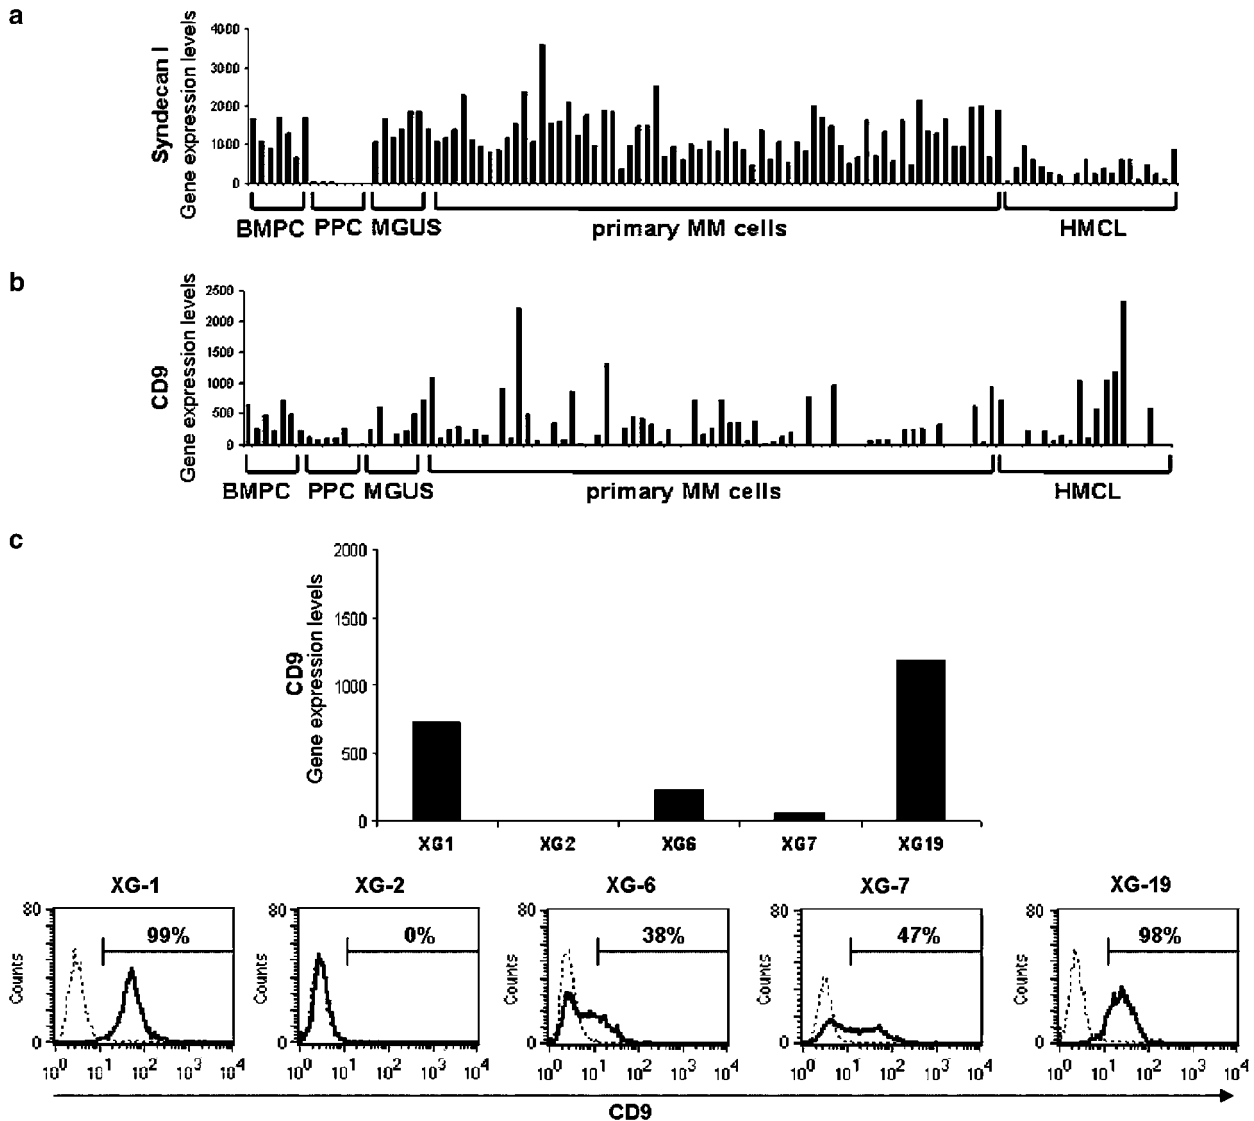 a
Syndecan I
Gene expression levels
4000
3000
2000
1000
0
BMPC PPC MGUS primary MM cells HMCL
b
CD9
Gene expression levels
2500
2000
1500
1000
500
0
BMPC PPC MGUS primary MM cells HMCL
c
CD9
Gene expression levels
2000
1500
1000
500
0
XG1 XG2 XG6 XG7 XG19
XG-1 XG-2 XG-6 XG-7 XG-19
80 80 80 80 80
99% 0% 38% 47% 98%
Counts Counts Counts Counts Counts
0 0 0 0 0
10⁰ 10¹ 10² 10³ 10⁴ 10⁰ 10¹ 10² 10³ 10⁴ 10⁰ 10¹ 10² 10³ 10⁴ 10⁰ 10¹ 10² 10³ 10⁴ 10⁰ 10¹ 10² 10³ 10⁴
CD9